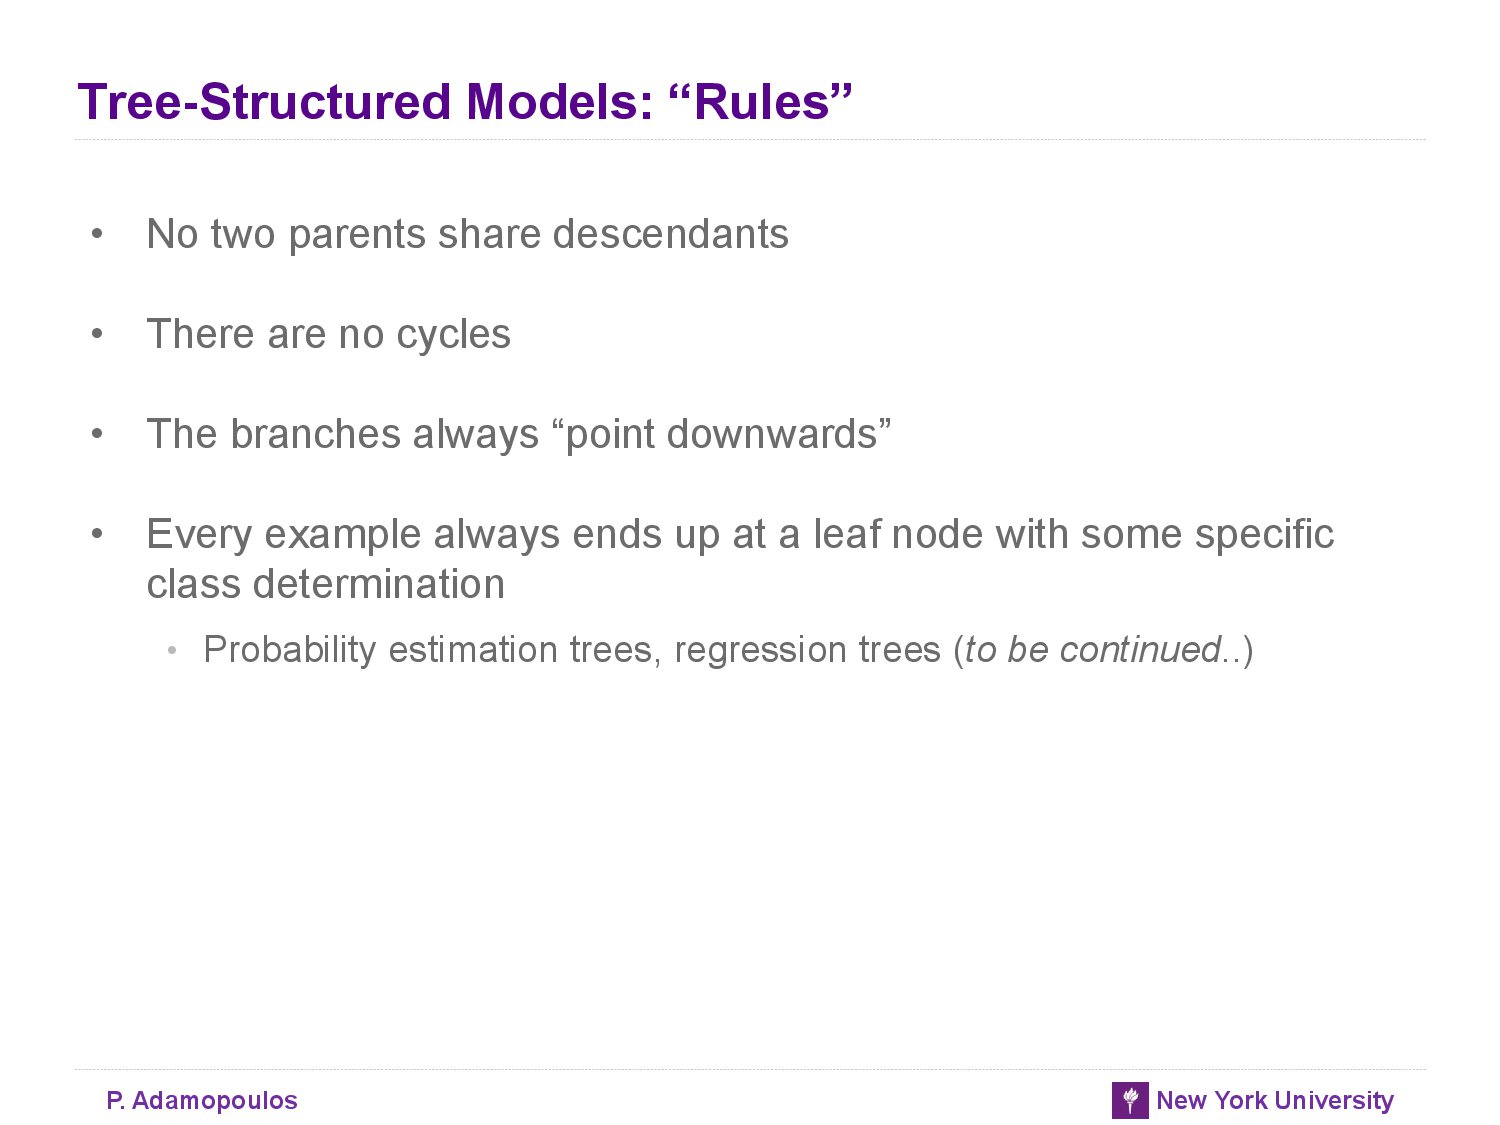 Tree-Structured Models: “Rules”
• No two parents share descendants
• There are no cycles
• The branches always “point downwards”
• Every example always ends up at a leaf node with some specific
class determination
• Probability estimation trees, regression trees (to be continued..)
P. Adamopoulos
New York University